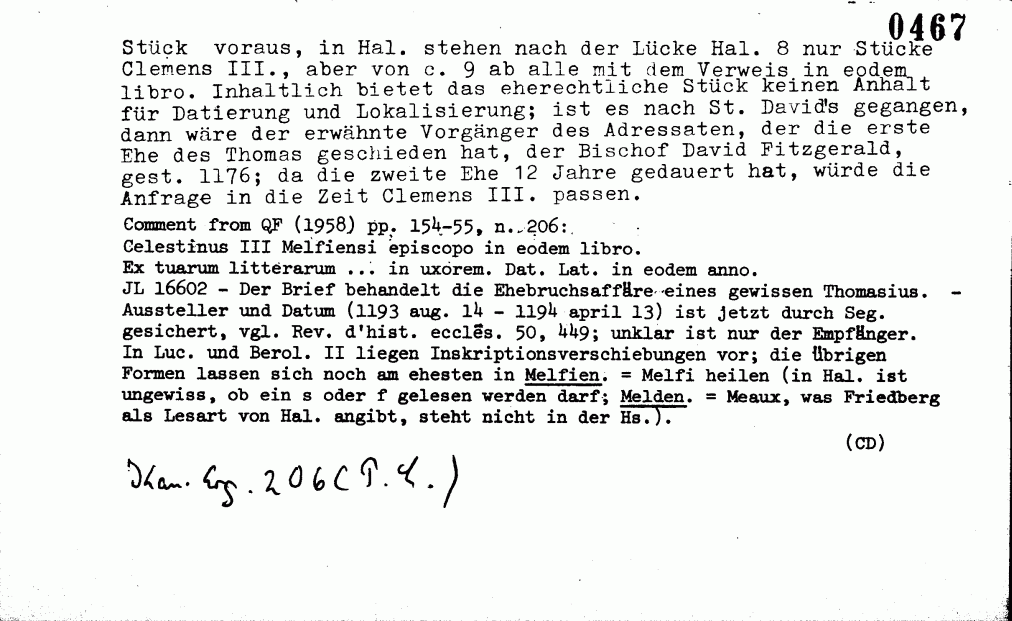 0467
Stück voraus, in Hal. stehen nach der Lücke Hal. 8 nur Stücke
Clemens III., aber von c. 9 ab alle mit dem Verweis in eodem
libro. Inhaltlich bietet das eherechtliche Stück keinen Anhalt
für Datierung und Lokalisierung; ist es nach St. David's gegangen,
dann wäre der erwähnte Vorgänger des Adressaten, der die erste
Ehe des Thomas geschieden hat, der Bischof David Fitzgerald,
gest. 1176; da die zweite Ehe 12 Jahre gedauert hat, würde die
Anfrage in die Zeit Clemens III. passen.
Comment from QF (1958) pp. 154-55, n. 206:
Celestinus III Melfiensi episcopo in eodem libro.
Ex tuarum litterarum ... in uxorem. Dat. Lat. in eodem anno.
JL 16602 - Der Brief behandelt die Ehebruchsaffäre eines gewissen Thomasius. -
Aussteller und Datum (1193 aug. 14 - 1194 april 13) ist jetzt durch Seg.
gesichert, vgl. Rev. d'hist. ecclés. 50, 449; unklar ist nur der Empfänger.
In Luc. und Berol. II liegen Inskriptionsverschiebungen vor; die übrigen
Formen lassen sich noch am ehesten in Melfien. = Melfi heilen (in Hal. ist
ungewiss, ob ein s oder f gelesen werden darf; Melden. = Meaux, was Friedberg
als Lesart von Hal. angibt, steht nicht in der Hs.).
(CD)
Kan. Erg. 206 (